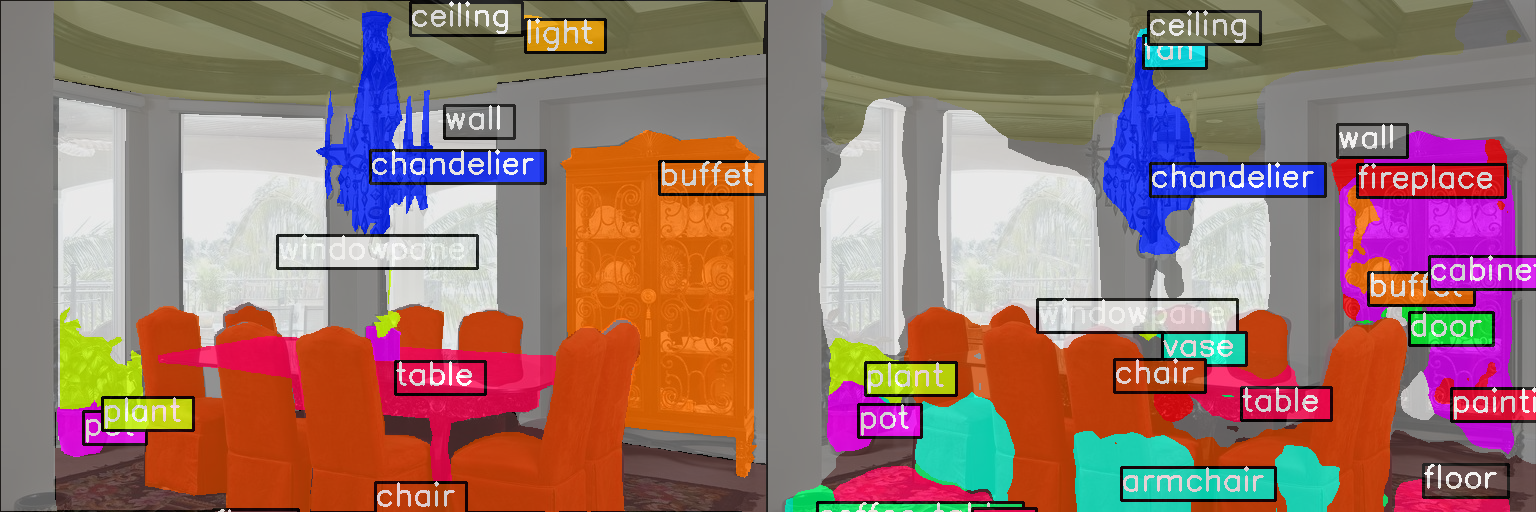 ceiling
light
wall
chandelier
buffet
windowpane
table
plant
pot
chair
ceiling
fan
wall
chandelier
fireplace
cabinet
buffet
windowpane
door
vase
chair
plant
table
pot
armchair
floor